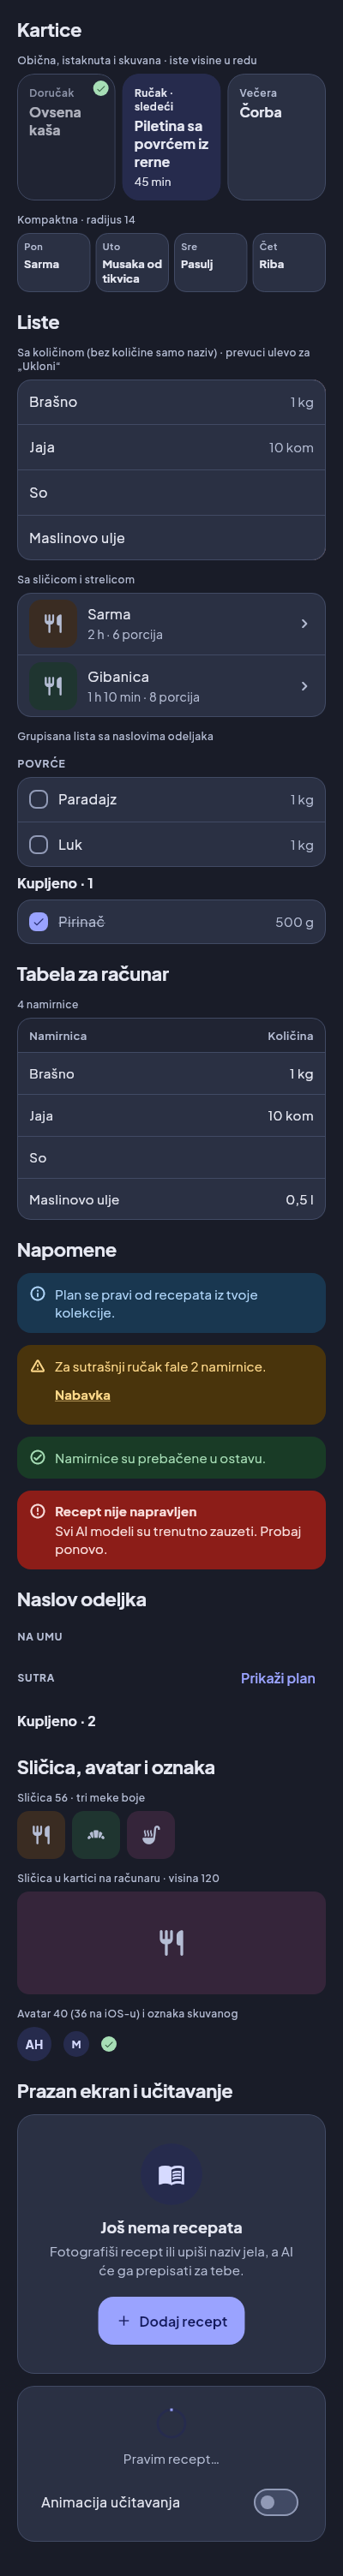 Kartice
Obična, istaknuta i skuvana · iste visine u redu
Doručak
Ovsena
kaša
Ručak ·
sledeći
Piletina sa
povrćem iz
rerne
45 min
Večera
Čorba
Kompaktna · radijus 14
Pon
Sarma
Uto
Musaka od
tikvica
Sre
Pasulj
Čet
Riba
Liste
Sa količinom (bez količine samo naziv) · prevuci ulevo za
„Ukloni“
Brašno 1 kg
Jaja 10 kom
So
Maslinovo ulje
Sa sličicom i strelicom
Sarma
2 h · 6 porcija
Gibanica
1 h 10 min · 8 porcija
Grupisana lista sa naslovima odeljaka
POVRĆE
Paradajz 1 kg
Luk 1 kg
Kupljeno · 1
Pirinač 500 g
Tabela za računar
4 namirnice
Namirnica Količina
Brašno 1 kg
Jaja 10 kom
So
Maslinovo ulje 0,5 l
Napomene
Plan se pravi od recepata iz tvoje
kolekcije.
Za sutrašnji ručak fale 2 namirnice.
Nabavka
Namirnice su prebačene u ostavu.
Recept nije napravljen
Svi AI modeli su trenutno zauzeti. Probaj
ponovo.
Naslov odeljka
NA UMU
SUTRA Prikaži plan
Kupljeno · 2
Sličica, avatar i oznaka
Sličica 56 · tri meke boje
Sličica u kartici na računaru · visina 120
Avatar 40 (36 na iOS-u) i oznaka skuvanog
AH M
Prazan ekran i učitavanje
Još nema recepata
Fotografiši recept ili upiši naziv jela, a AI
će ga prepisati za tebe.
Dodaj recept
Pravim recept…
Animacija učitavanja